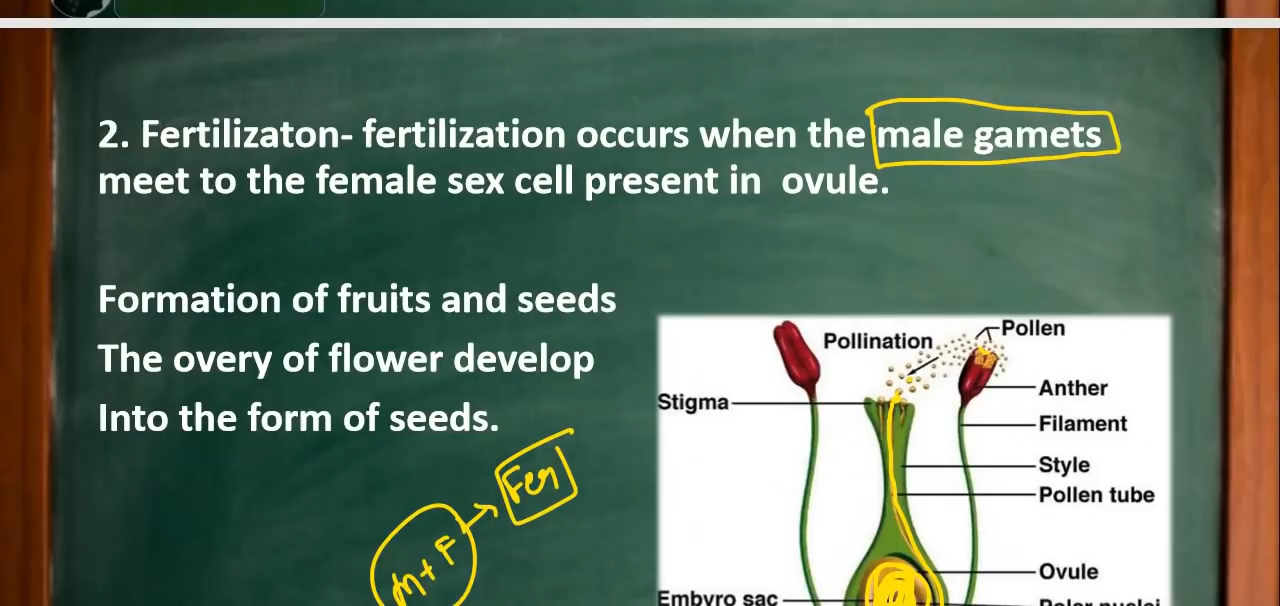 2. Fertilizaton- fertilization occurs when the male gamets
meet to the female sex cell present in ovule.
Formation of fruits and seeds
The overy of flower develop
Into the form of seeds.
Fer
M + F
Pollination
Pollen
Stigma
Anther
Filament
Style
Pollen tube
Ovule
Embyro sac
Polar nuclei